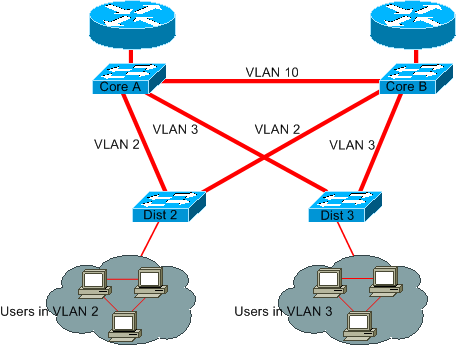 VLAN 10
Core A
Core B
VLAN 3
VLAN 2
VLAN 2
VLAN 3
Dist 2
Dist 3
Users in VLAN 2
Users in VLAN 3